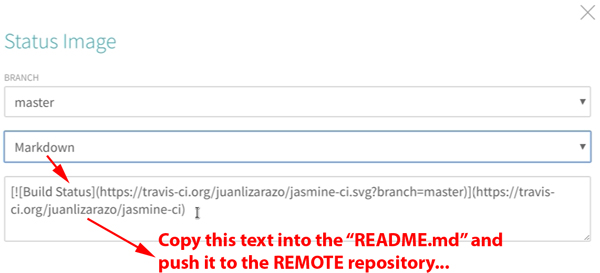 Status Image
BRANCH
master
Markdown
[![Build Status](https://travis-ci.org/juanlizarazo/jasmine-ci.svg?branch=master)](https://travis-
ci.org/juanlizarazo/jasmine-ci)
Copy this text into the “README.md” and
push it to the REMOTE repository...